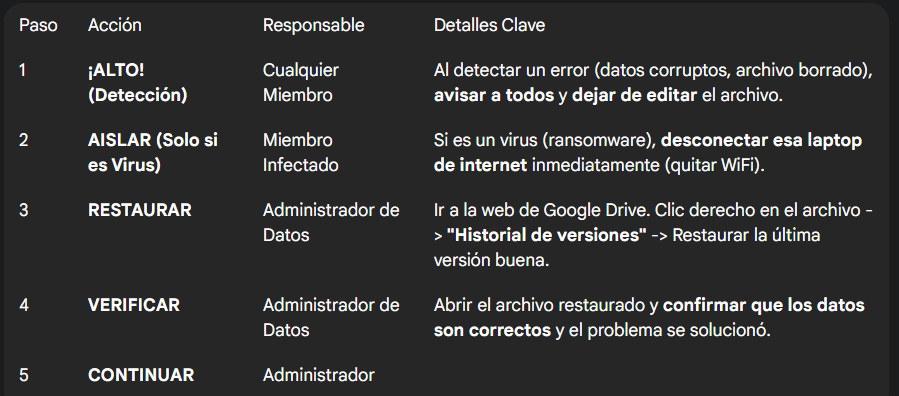 Paso Acción Responsable Detalles Clave
1 ¡ALTO! Cualquier Al detectar un error (datos corruptos, archivo borrado),
(Detección) Miembro avisar a todos y dejar de editar el archivo.
2 AISLAR (Solo si Miembro Si es un virus (ransomware), desconectar esa laptop
es Virus) Infectado de internet inmediatamente (quitar WiFi).
3 RESTAURAR Administrador de Ir a la web de Google Drive. Clic derecho en el archivo -
Datos > "Historial de versiones" -> Restaurar la última
versión buena.
4 VERIFICAR Administrador de Abrir el archivo restaurado y confirmar que los datos
Datos son correctos y el problema se solucionó.
5 CONTINUAR Administrador